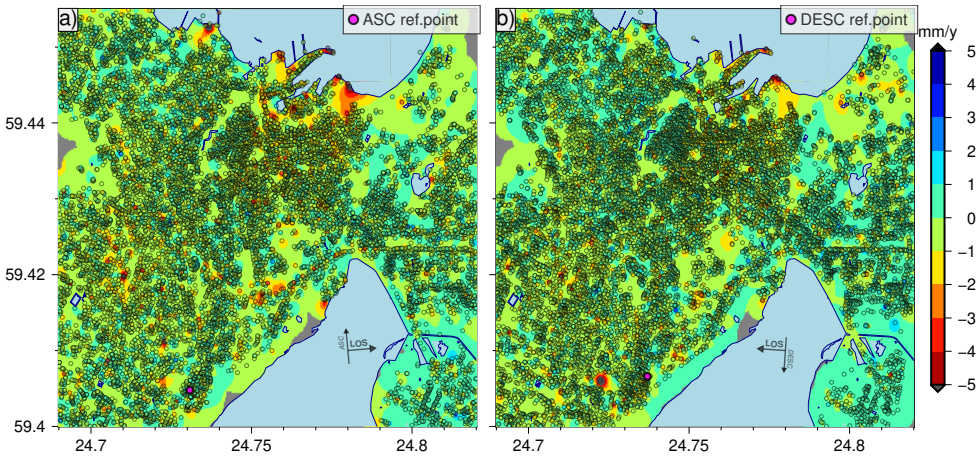 a) ASC ref.point
b) DESC ref.point
mm/y
5
4
3
2
1
0
−1
−2
−3
−4
−5
59.44
59.42
59.4
ASC LOS
LOS DESC
24.7 24.75 24.8
24.7 24.75 24.8